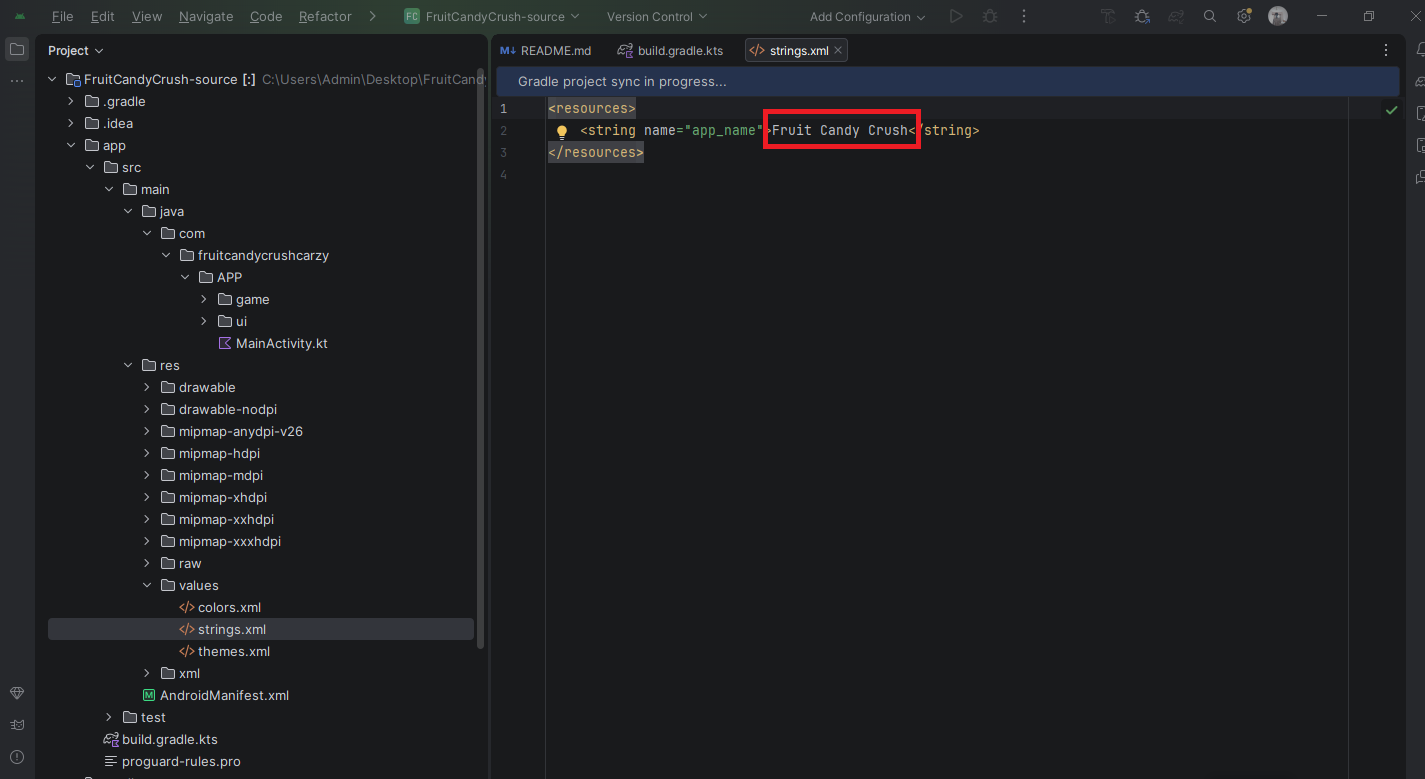 File Edit View Navigate Code Refactor FC FruitCandyCrush-source Version Control Add Configuration
Project
README.md build.gradle.kts strings.xml
FruitCandyCrush-source [:] C:\Users\Admin\Desktop\FruitCandy
Gradle project sync in progress...
.gradle
.idea
app
src
main
java
com
fruitcandycrushcarzy
APP
game
ui
MainActivity.kt
res
drawable
drawable-nodpi
mipmap-anydpi-v26
mipmap-hdpi
mipmap-mdpi
mipmap-xhdpi
mipmap-xxhdpi
mipmap-xxxhdpi
raw
values
colors.xml
strings.xml
themes.xml
xml
AndroidManifest.xml
test
build.gradle.kts
proguard-rules.pro
1 <resources>
2 <string name="app_name">Fruit Candy Crush</string>
3 </resources>
4